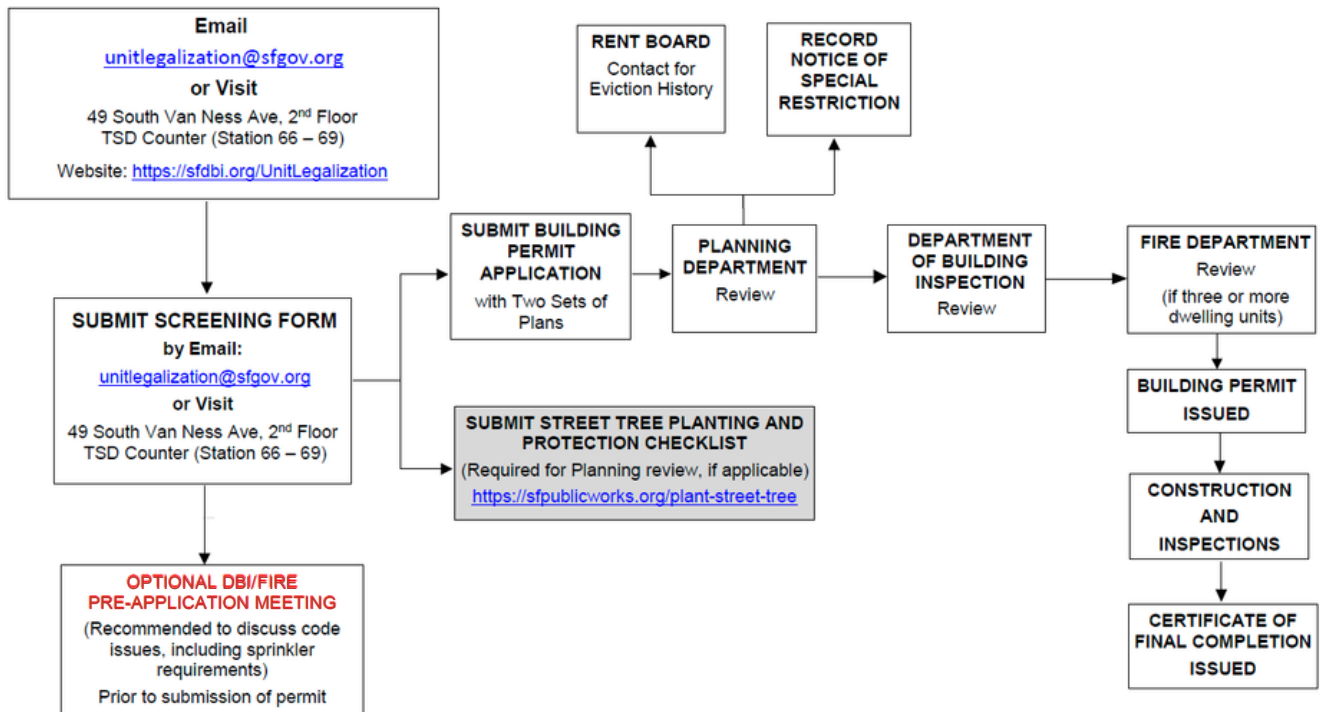 Email
unitlegalization@sfgov.org
or Visit
49 South Van Ness Ave, 2nd Floor
TSD Counter (Station 66 – 69)
Website: https://sfdbi.org/UnitLegalization
RENT BOARD
Contact for
Eviction History
RECORD
NOTICE OF
SPECIAL
RESTRICTION
SUBMIT SCREENING FORM
by Email:
unitlegalization@sfgov.org
or Visit
49 South Van Ness Ave, 2nd Floor
TSD Counter (Station 66 – 69)
SUBMIT BUILDING
PERMIT
APPLICATION
with Two Sets of
Plans
PLANNING
DEPARTMENT
Review
DEPARTMENT
OF BUILDING
INSPECTION
Review
FIRE DEPARTMENT
Review
(if three or more
dwelling units)
SUBMIT STREET TREE PLANTING AND
PROTECTION CHECKLIST
(Required for Planning review, if applicable)
https://sfpublicworks.org/plant-street-tree
BUILDING PERMIT
ISSUED
CONSTRUCTION
AND
INSPECTIONS
CERTIFICATE OF
FINAL COMPLETION
ISSUED
OPTIONAL DBI/FIRE
PRE-APPLICATION MEETING
(Recommended to discuss code
issues, including sprinkler
requirements)
Prior to submission of permit